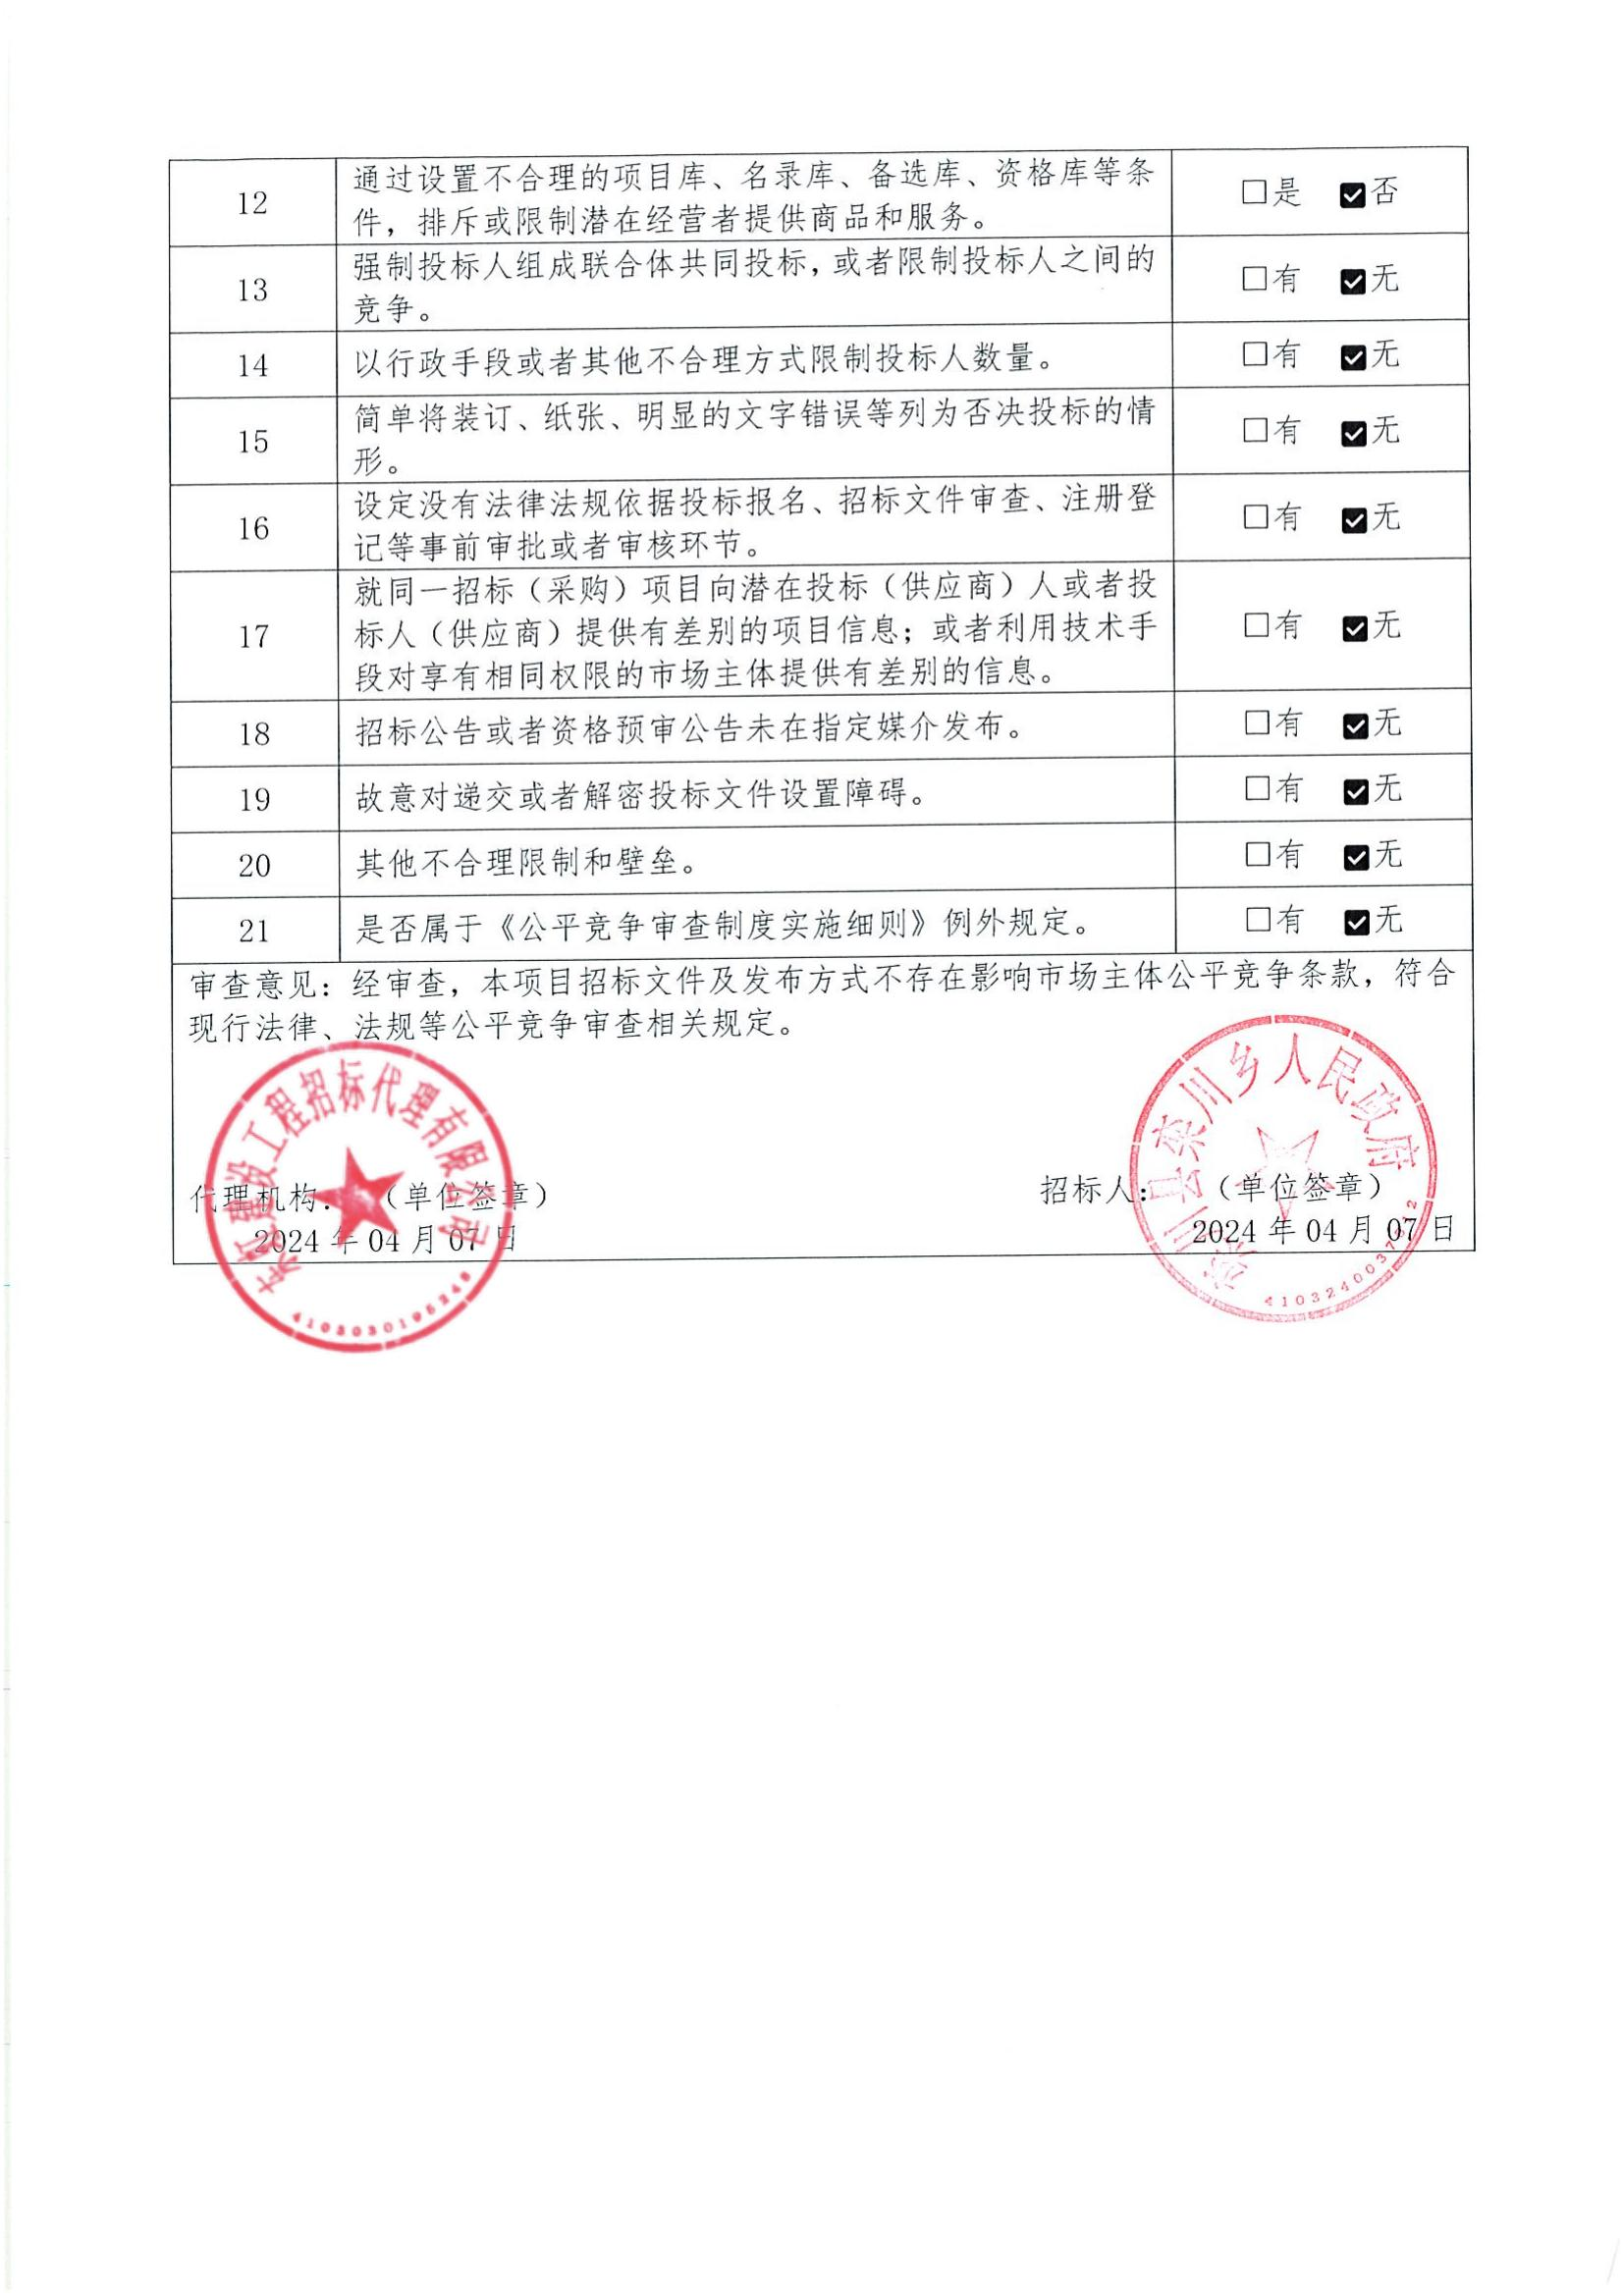 12 通过设置不合理的项目库、名录库、备选库、资格库等条 □是 ☑否
件，排斥或限制潜在经营者提供商品和服务。
13 强制投标人组成联合体共同投标，或者限制投标人之间的 □有 ☑无
竞争。
14 以行政手段或者其他不合理方式限制投标人数量。 □有 ☑无
15 简单将装订、纸张、明显的文字错误等列为否决投标的情 □有 ☑无
形。
16 设定没有法律法规依据投标报名、招标文件审查、注册登 □有 ☑无
记等事前审批或者审核环节。
17 就同一招标（采购）项目向潜在投标（供应商）人或者投
标人（供应商）提供有差别的项目信息；或者利用技术手 □有 ☑无
段对享有相同权限的市场主体提供有差别的信息。
18 招标公告或者资格预审公告未在指定媒介发布。 □有 ☑无
19 故意对递交或者解密投标文件设置障碍。 □有 ☑无
20 其他不合理限制和壁垒。 □有 ☑无
21 是否属于《公平竞争审查制度实施细则》例外规定。 □有 ☑无
审查意见：经审查，本项目招标文件及发布方式不存在影响市场主体公平竞争条款，符合
现行法律、法规等公平竞争审查相关规定。
代理机构： （单位签章）
2024 年 04 月 07 日
建设工程招标代理有限公司
招标人： （单位签章）
2024 年 04 月 07 日
栾川县栾川乡人民政府